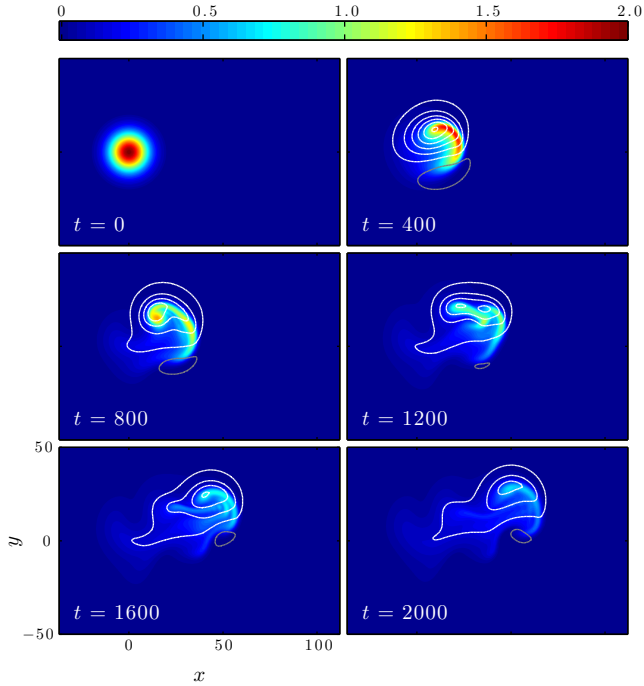 0 0.5 1.0 1.5 2.0
t = 0 t = 400
t = 800 t = 1200
50
y
0
t = 1600 t = 2000
−50
0 50 100
x